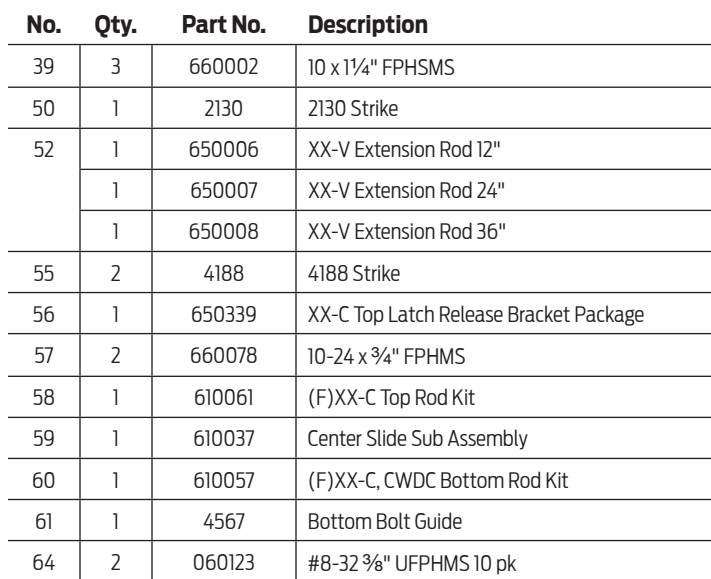 No. Qty. Part No. Description
39 3 660002 10 x 1¼" FPHSMS
50 1 2130 2130 Strike
52 1 650006 XX-V Extension Rod 12"
1 650007 XX-V Extension Rod 24"
1 650008 XX-V Extension Rod 36"
55 2 4188 4188 Strike
56 1 650339 XX-C Top Latch Release Bracket Package
57 2 660078 10-24 x ¾" FPHMS
58 1 610061 (F)XX-C Top Rod Kit
59 1 610037 Center Slide Sub Assembly
60 1 610057 (F)XX-C, CWDC Bottom Rod Kit
61 1 4567 Bottom Bolt Guide
64 2 060123 #8-32 ⅜" UFPHMS 10 pk